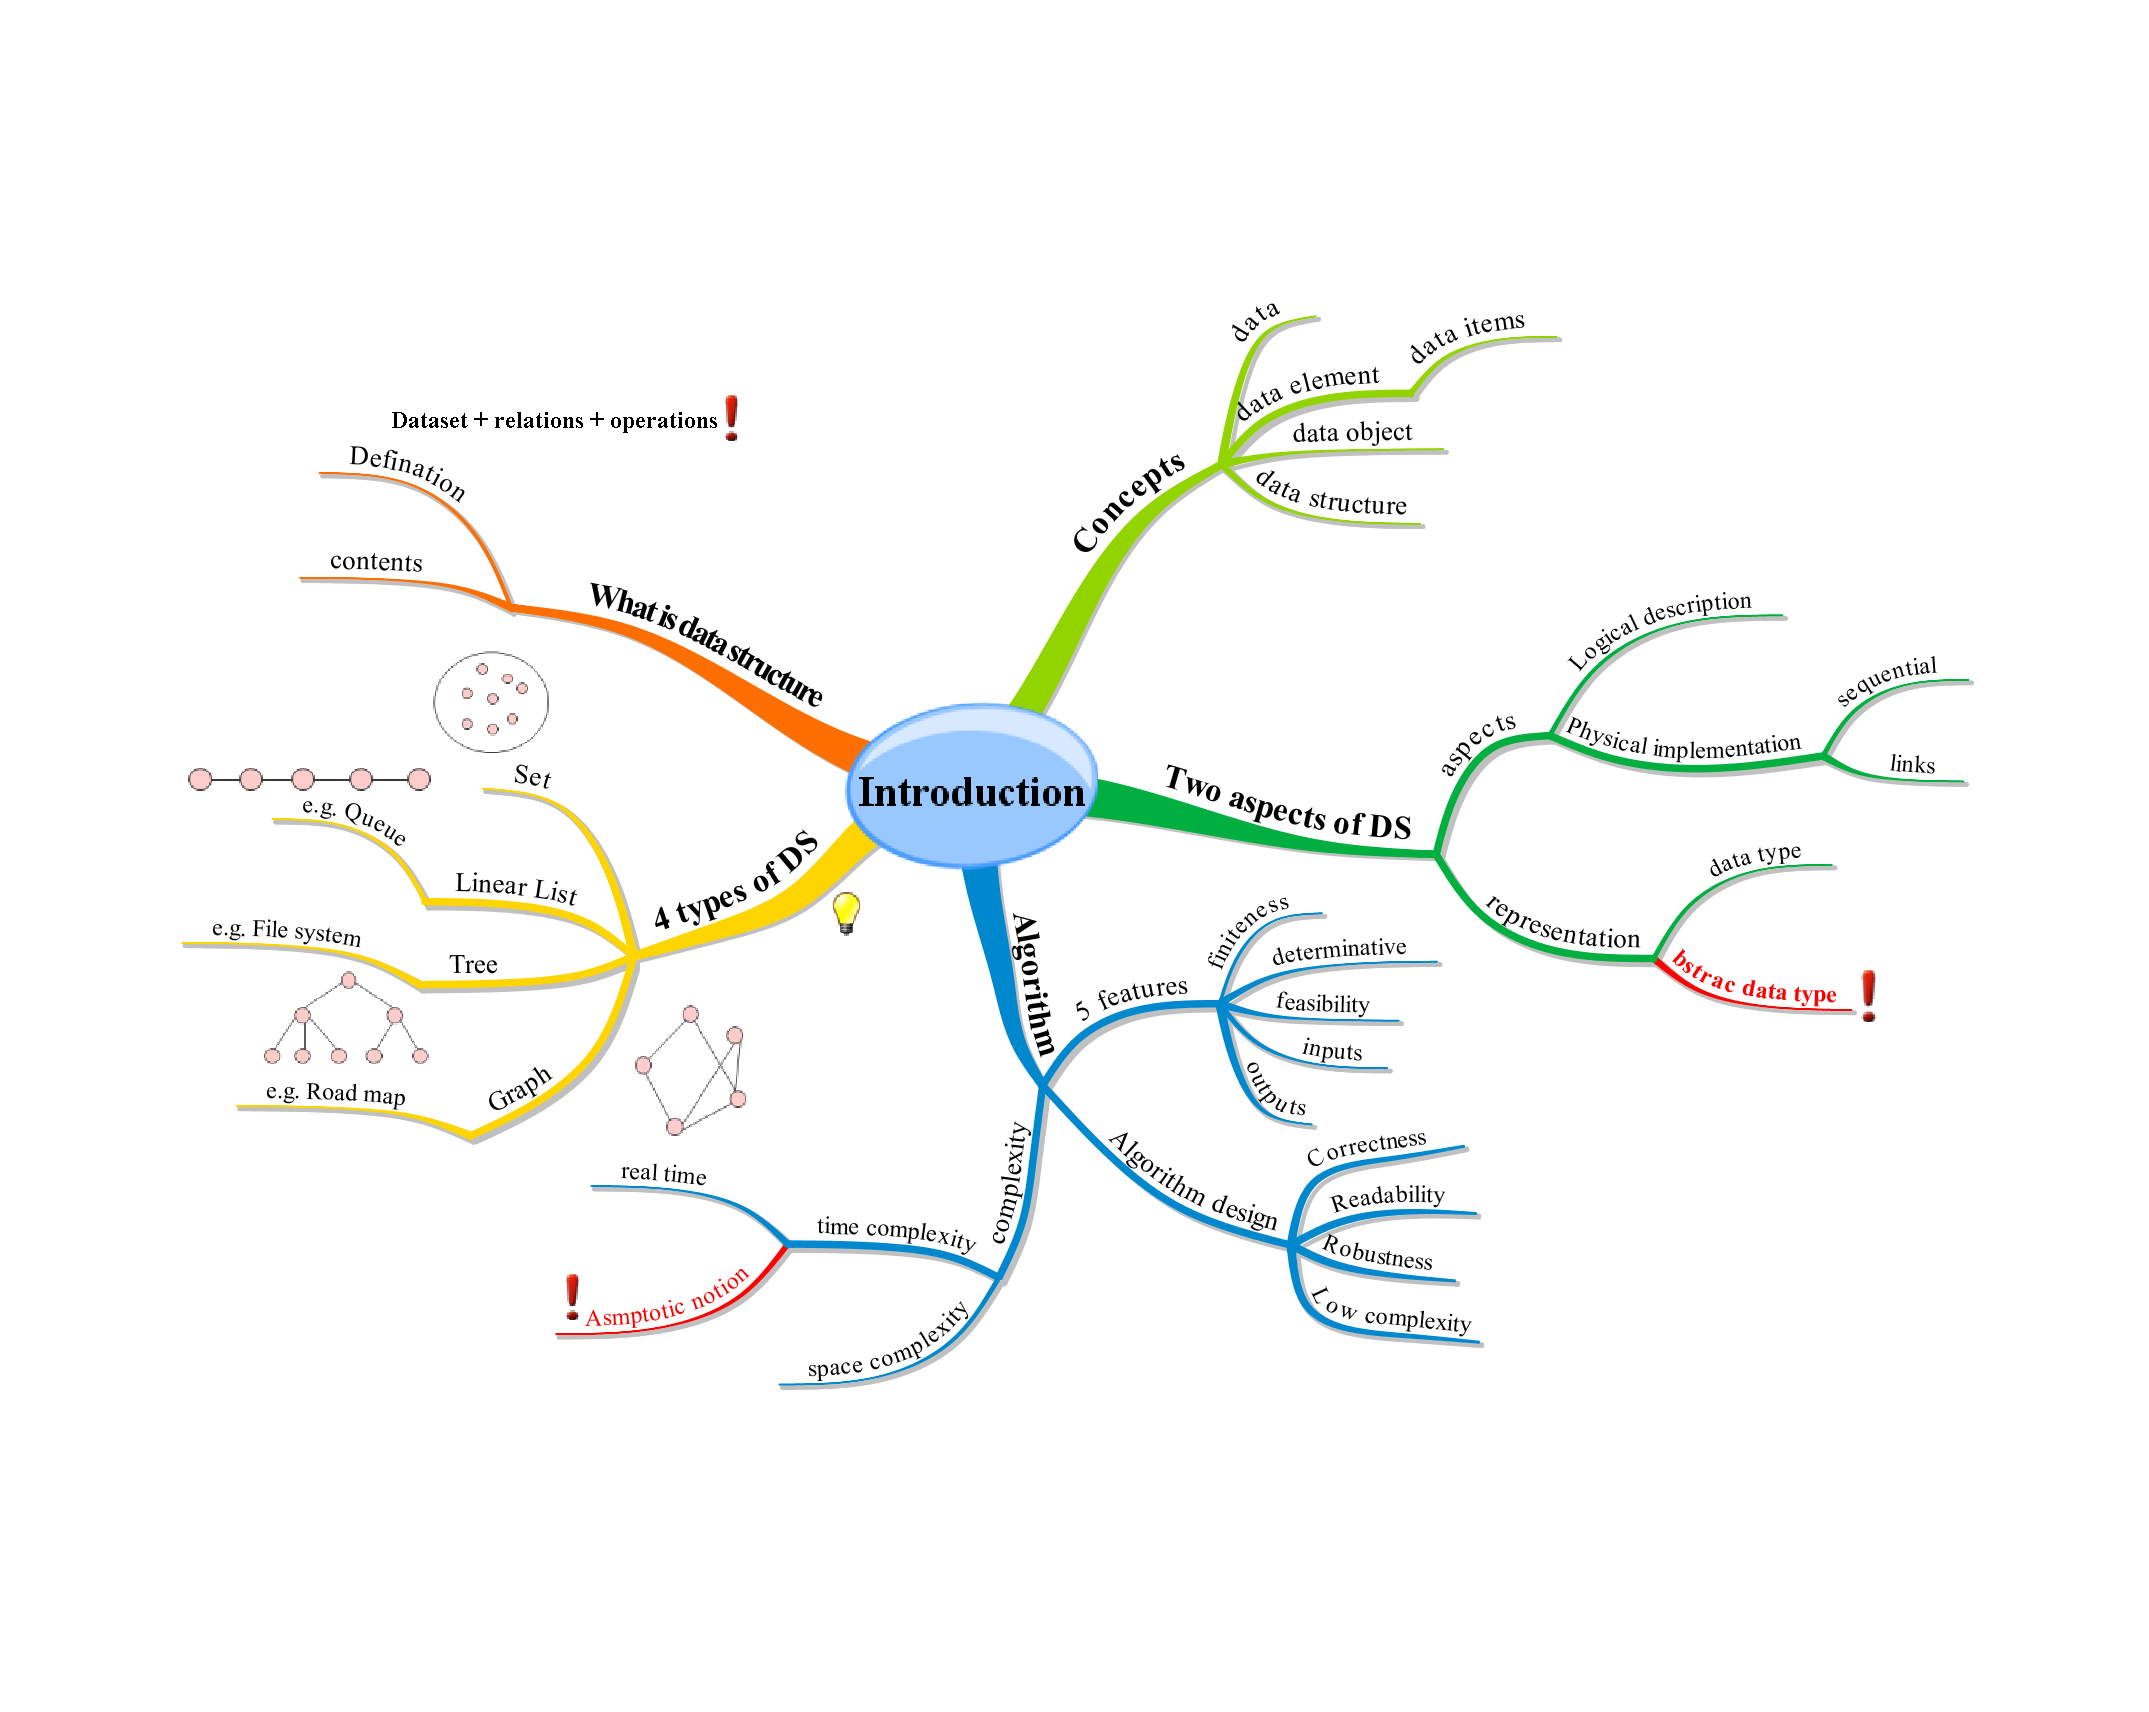 Introduction
Concepts
data
data element
data items
data object
data structure
Two aspects of DS
aspects
Logical description
Physical implementation
sequential
links
representation
data type
bstrac data type
Algorithm
5 features
finiteness
determinative
feasibility
inputs
outputs
Algorithm design
Correctness
Readability
Robustness
Low complexity
complexity
time complexity
real time
Asmptotic notion
space complexity
4 types of DS
Set
Linear List
e.g. Queue
Tree
e.g. File system
Graph
e.g. Road map
What is data structure
Defination
Dataset + relations + operations
contents